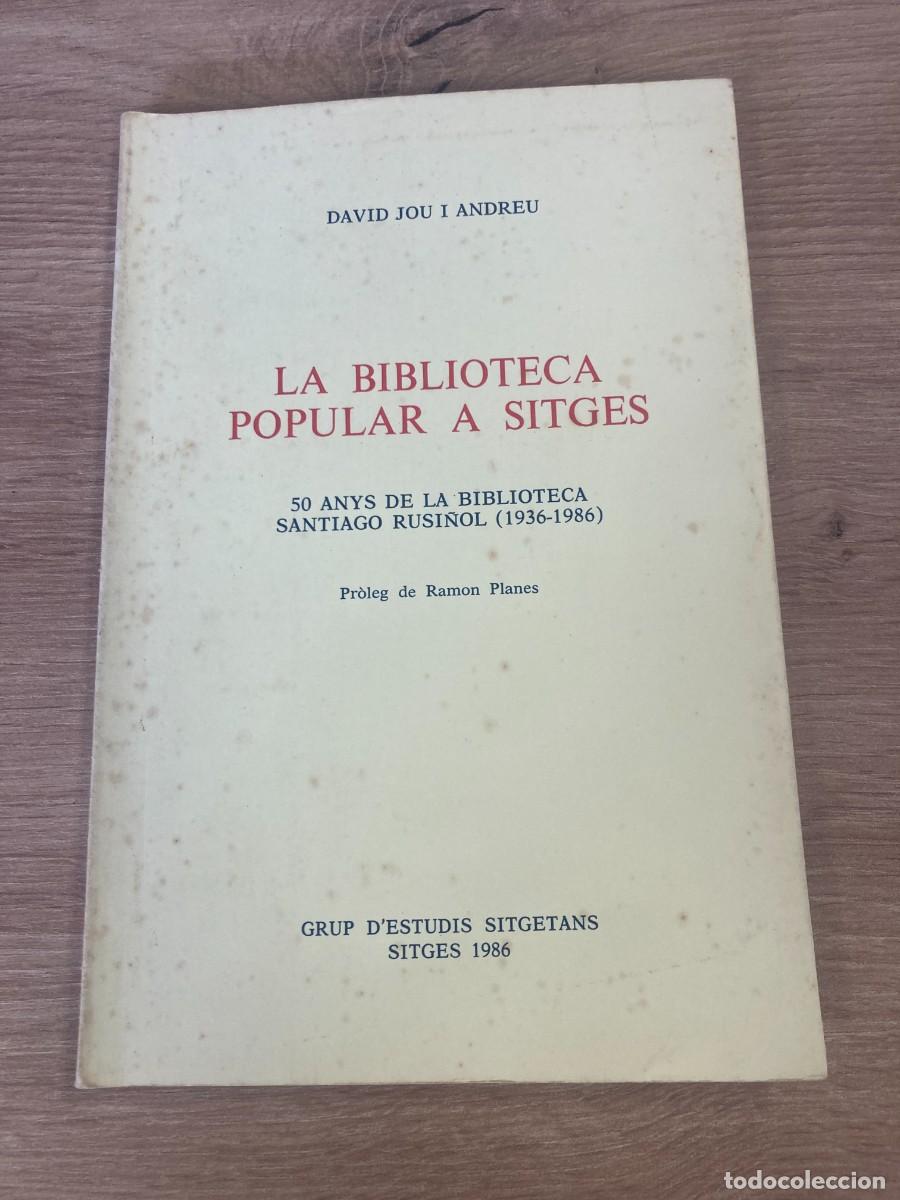 DAVID JOU I ANDREU
LA BIBLIOTECA
POPULAR A SITGES
50 ANYS DE LA BIBLIOTECA
SANTIAGO RUSIÑOL (1936-1986)
Pròleg de Ramon Planes
GRUP D'ESTUDIS SITGETANS
SITGES 1986
todocoleccion